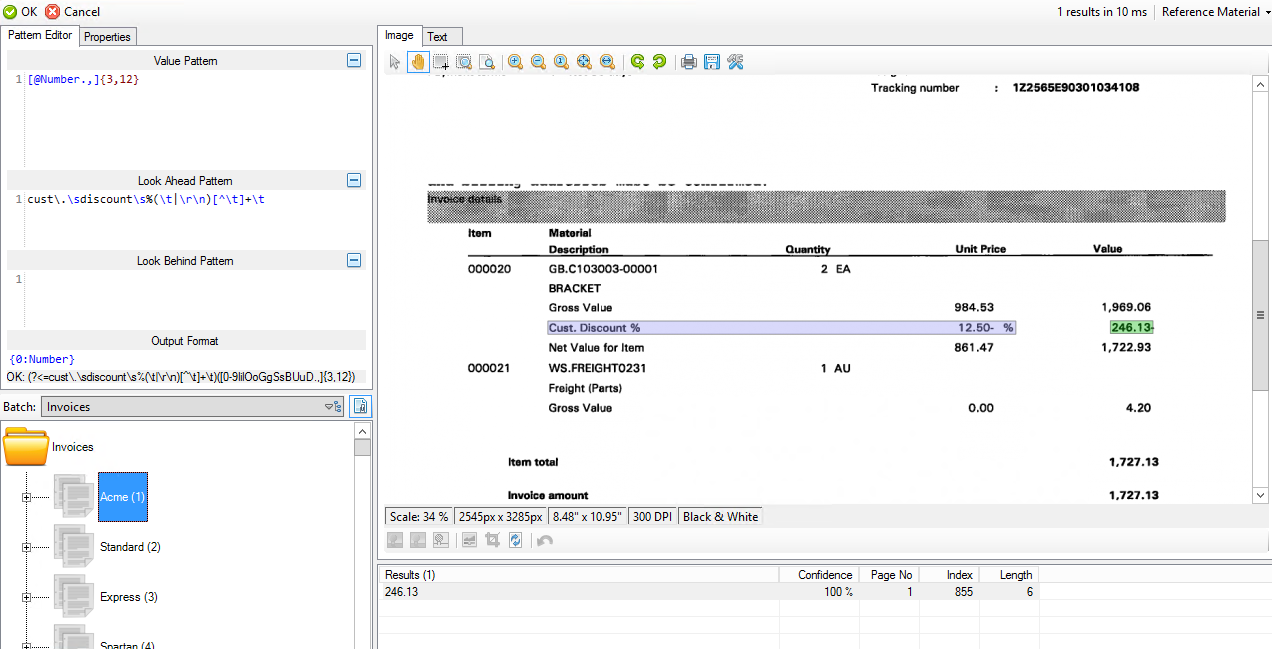 OK Cancel
1 results in 10 ms Reference Material
Pattern Editor Properties
Value Pattern
1 [@Number.,]{3,12}
Look Ahead Pattern
1 cust\.\sdiscount\s%(\t|\r\n)[^\t]+\t
Look Behind Pattern
1
Output Format
{0:Number}
OK: (?<=cust\.\sdiscount\s%(\t|\r\n)[^\t]+\t)([0-9IilOoGgSsBUuD.,]{3,12})
Batch: Invoices
Invoices
Acme (1)
Standard (2)
Express (3)
Spartan (4)
Image Text
Tracking number : 1Z2565E90301034108
Invoice details
Item Material
Description Quantity Unit Price Value
000020 GB.C103003-00001 2 EA
BRACKET
Gross Value 984.53 1,969.06
Cust. Discount % 12.50- % 246.13-
Net Value for Item 861.47 1,722.93
000021 WS.FREIGHT0231 1 AU
Freight (Parts)
Gross Value 0.00 4.20
Item total 1,727.13
Invoice amount 1,727.13
Scale: 34 % 2545px x 3285px 8.48" x 10.95" 300 DPI Black & White
Results (1) Confidence Page No Index Length
246.13 100 % 1 855 6